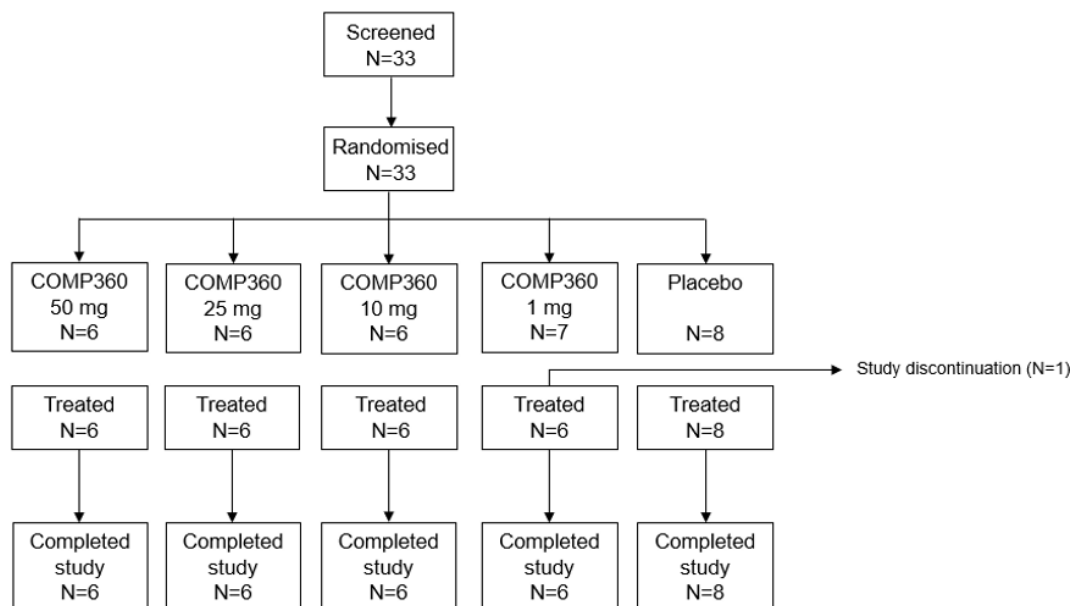 Screened
N=33
Randomised
N=33
COMP360
50 mg
N=6
COMP360
25 mg
N=6
COMP360
10 mg
N=6
COMP360
1 mg
N=7
Placebo
N=8
Study discontinuation (N=1)
Treated
N=6
Treated
N=6
Treated
N=6
Treated
N=6
Treated
N=8
Completed
study
N=6
Completed
study
N=6
Completed
study
N=6
Completed
study
N=6
Completed
study
N=8